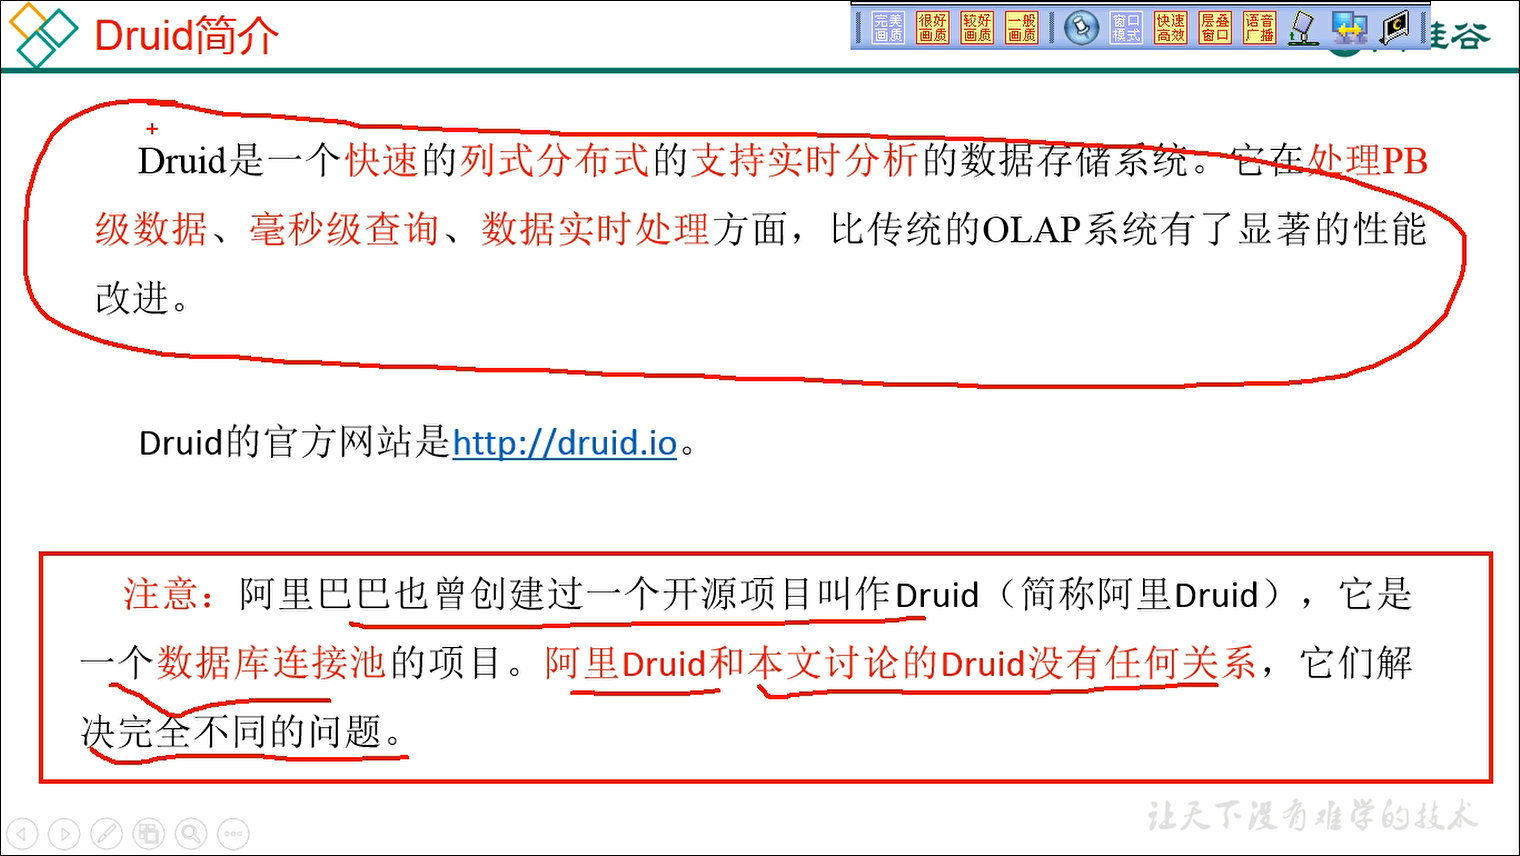 Druid简介
完美画质
很好画质
较好画质
一般画质
窗口模式
快速高效
层叠窗口
语音广播
谷
Druid是一个快速的列式分布式的支持实时分析的数据存储系统。它在处理PB
级数据、毫秒级查询、数据实时处理方面，比传统的OLAP系统有了显著的性能
改进。
Druid的官方网站是http://druid.io。
注意：阿里巴巴也曾创建过一个开源项目叫作Druid（简称阿里Druid），它是
一个数据库连接池的项目。阿里Druid和本文讨论的Druid没有任何关系，它们解
决完全不同的问题。
让天下没有难学的技术